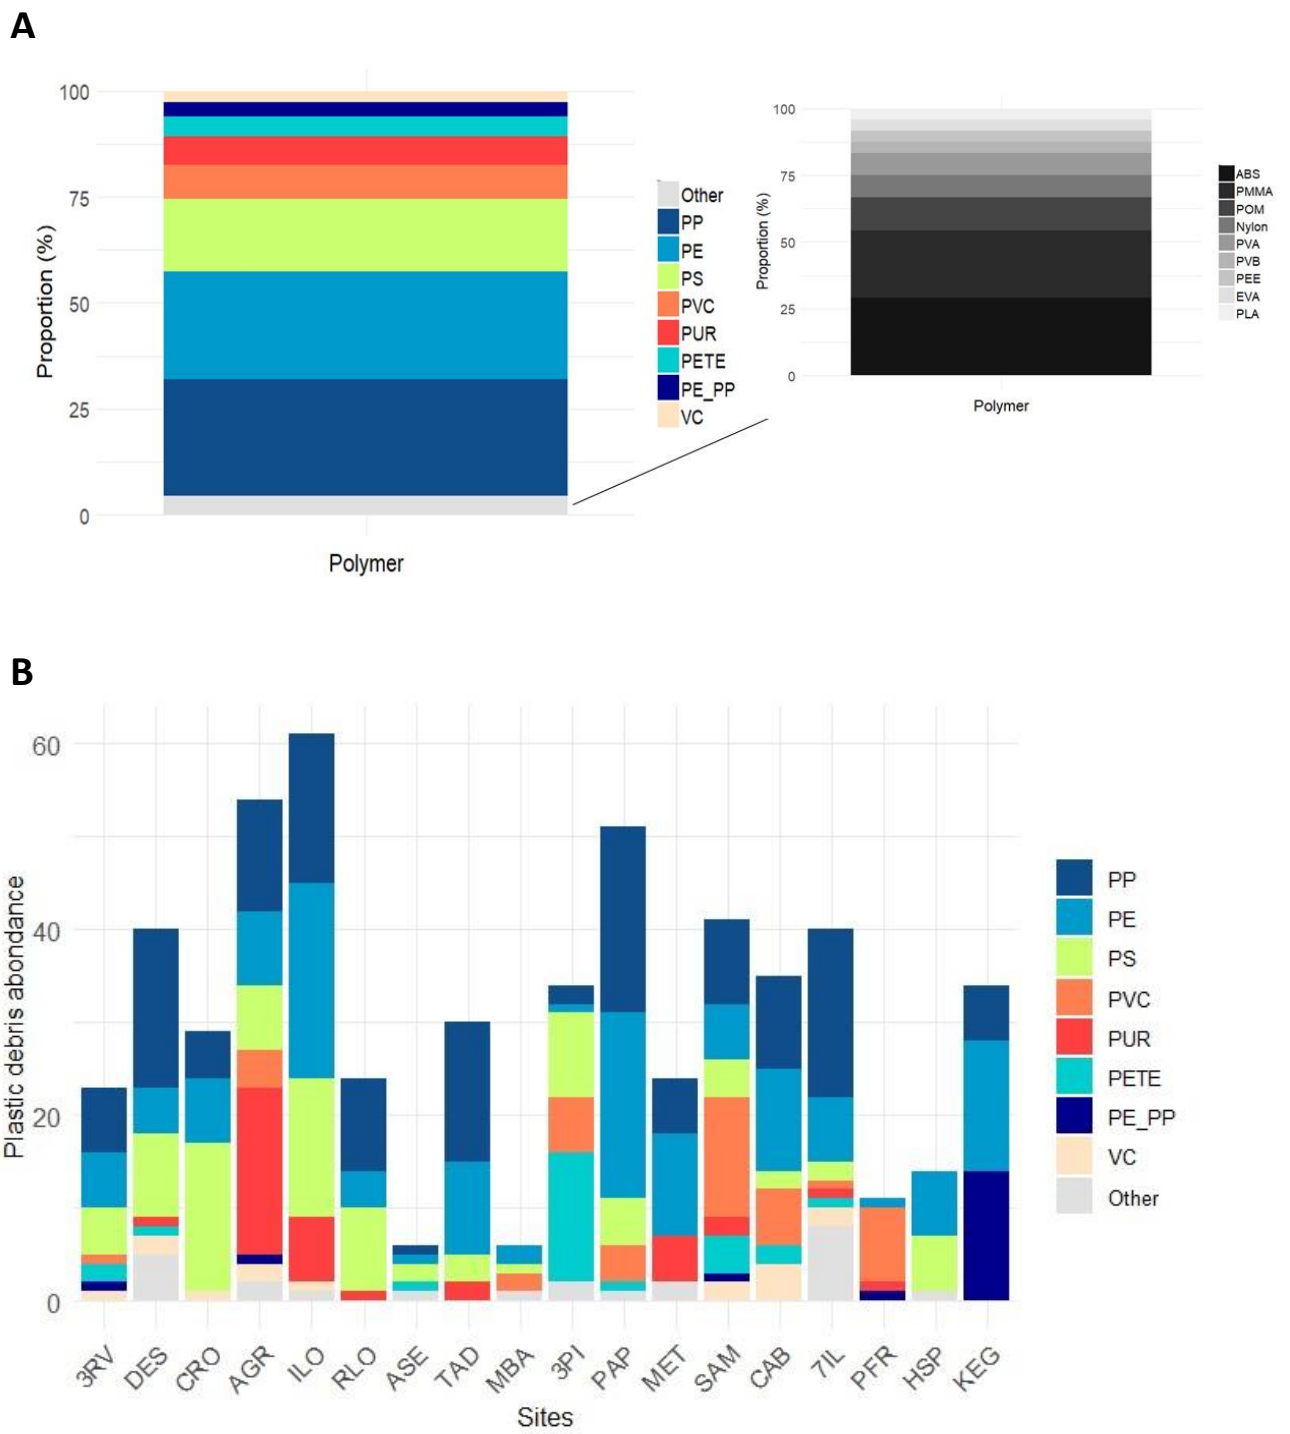 A
Proportion (%)
100
75
50
25
0
Polymer
Other
PP
PE
PS
PVC
PUR
PETE
PE_PP
VC
Proportion (%)
100
75
50
25
0
Polymer
ABS
PMMA
POM
Nylon
PVA
PVB
PEE
EVA
PLA
B
Plastic debris abondance
60
40
20
0
3RV DES CRO AGR ILO RLO ASE TAD MBA 3PI PAP MET SAM CAB 7IL PFR HSP KEG
Sites
PP
PE
PS
PVC
PUR
PETE
PE_PP
VC
Other